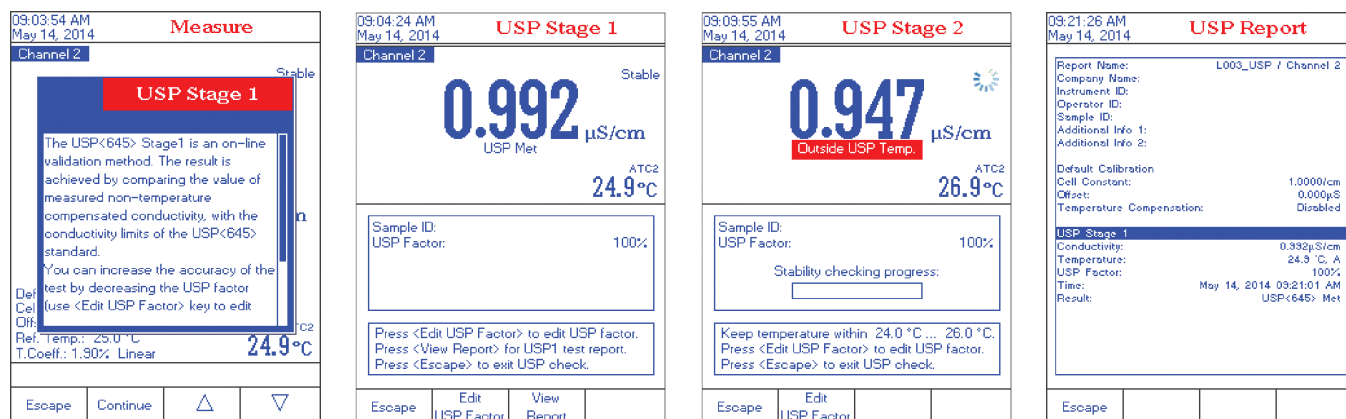 09:03:54 AM
May 14, 2014
Measure
Channel 2
Stable
USP Stage 1
The USP<645> Stage1 is an on-line
validation method. The result is
achieved by comparing the value of
measured non-temperature
compensated conductivity, with the
conductivity limits of the USP<645>
standard.
You can increase the accuracy of the
test by decreasing the USP factor
(use <Edit USP Factor> key to edit
Ref. Temp.: 25.0 °C
T.Coeff.: 1.90% Linear
24.9°C
Escape
Continue
09:04:24 AM
May 14, 2014
USP Stage 1
Channel 2
Stable
0.992 µS/cm
USP Met
ATC2
24.9°C
Sample ID:
USP Factor: 100%
Press <Edit USP Factor> to edit USP factor.
Press <View Report> for USP1 test report.
Press <Escape> to exit USP check.
Escape
Edit
USP Factor
View
Report
09:09:55 AM
May 14, 2014
USP Stage 2
Channel 2
0.947 µS/cm
Outside USP Temp.
ATC2
26.9°C
Sample ID:
USP Factor: 100%
Stability checking progress:
Keep temperature within 24.0 °C ... 26.0 °C.
Press <Edit USP Factor> to edit USP factor.
Press <Escape> to exit USP check.
Escape
Edit
USP Factor
09:21:26 AM
May 14, 2014
USP Report
Report Name: L003_USP / Channel 2
Company Name:
Instrument ID:
Operator ID:
Sample ID:
Additional Info 1:
Additional Info 2:
Default Calibration
Cell Constant: 1.0000/cm
Offset: 0.000µS
Temperature Compensation: Disabled
USP Stage 1
Conductivity: 0.992µS/cm
Temperature: 24.9 °C, A
USP Factor: 100%
Time: May 14, 2014 09:21:01 AM
Result: USP<645> Met
Escape